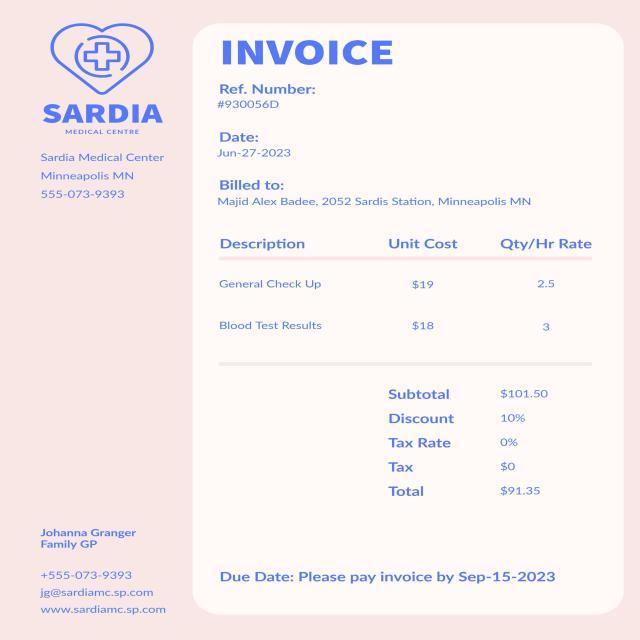 SARDIA
MEDICAL CENTRE
Sardia Medical Center
Minneapolis MN
555-073-9393
INVOICE
Ref. Number:
#930056D
Date:
Jun-27-2023
Billed to:
Majid Alex Badee, 2052 Sardis Station, Minneapolis MN
Description Unit Cost Qty/Hr Rate
General Check Up $19 2.5
Blood Test Results $18 3
Subtotal $101.50
Discount 10%
Tax Rate 0%
Tax $0
Total $91.35
Due Date: Please pay invoice by Sep-15-2023
Johanna Granger
Family GP
+555-073-9393
jg@sardiamc.sp.com
www.sardiamc.sp.com